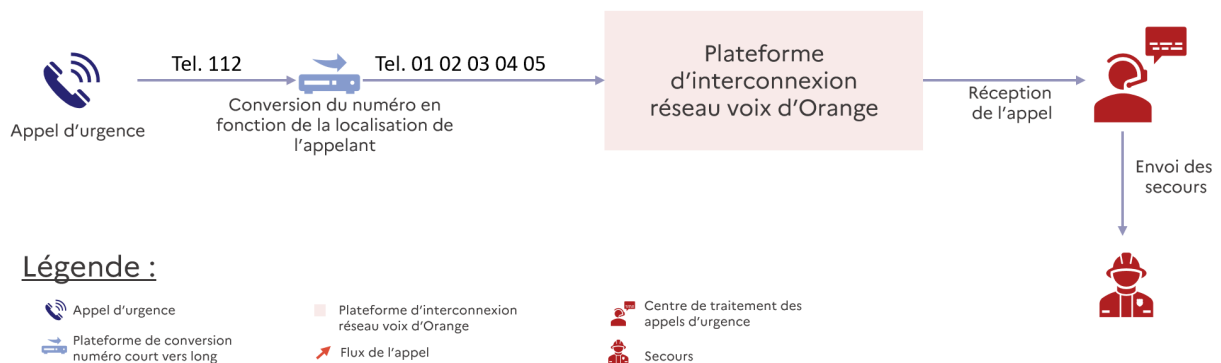 Tel. 112
Tel. 01 02 03 04 05
Appel d'urgence
Conversion du numéro en
fonction de la localisation de
l'appelant
Plateforme
d'interconnexion
réseau voix d'Orange
Réception
de l'appel
Envoi des
secours
Légende :
Appel d'urgence
Plateforme de conversion
numéro court vers long
Plateforme d'interconnexion
réseau voix d'Orange
Flux de l'appel
Centre de traitement des
appels d'urgence
Secours